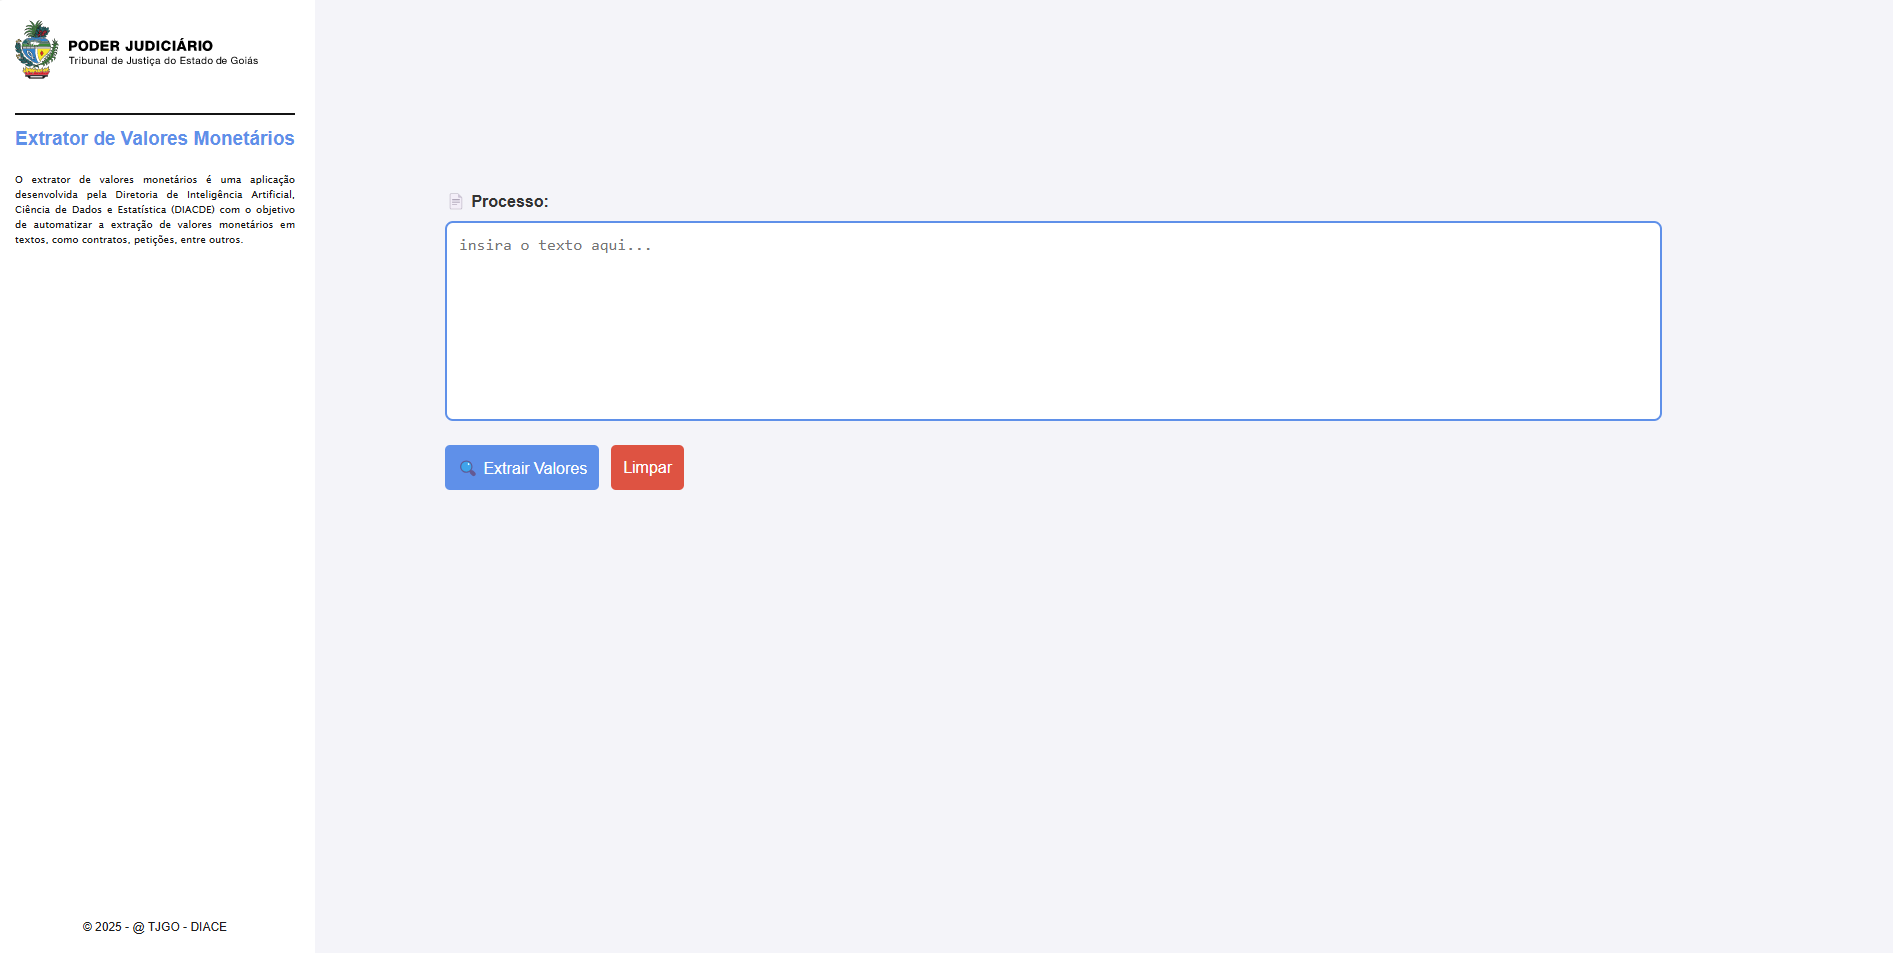 PODER JUDICIÁRIO
Tribunal de Justiça do Estado de Goiás
Extrator de Valores Monetários
O extrator de valores monetários é uma aplicação
desenvolvida pela Diretoria de Inteligência Artificial,
Ciência de Dados e Estatística (DIACDE) com o objetivo
de automatizar a extração de valores monetários em
textos, como contratos, petições, entre outros.
Processo:
insira o texto aqui...
Extrair Valores
Limpar
© 2025 - @ TJGO - DIACE